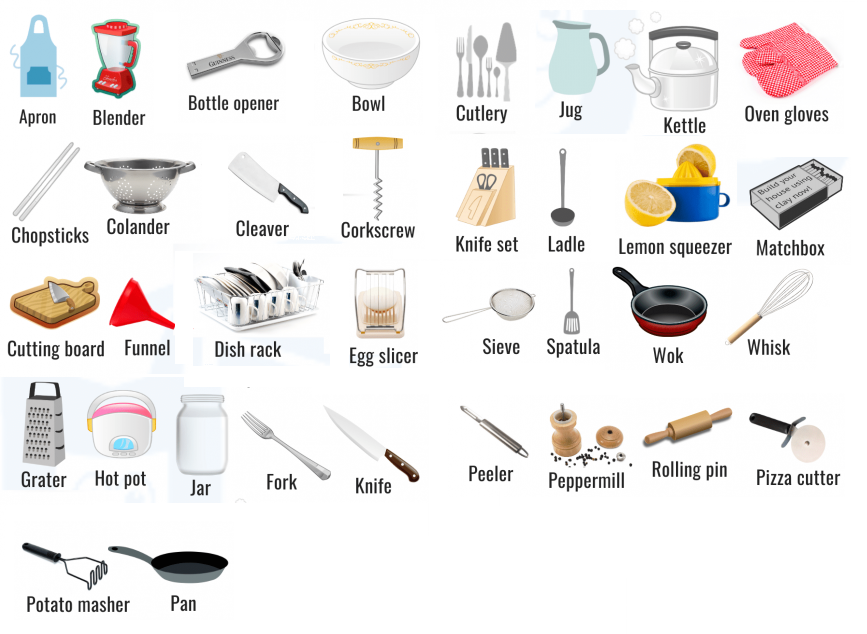 BLEND
GUINNESS
Apron
Blender
Bottle opener
Bowl
Cutlery
Jug
Kettle
Oven gloves
Build your
house using
clay now!
Chopsticks
Colander
Cleaver
Corkscrew
Knife set
Ladle
Lemon squeezer
Matchbox
Cutting board
Funnel
Dish rack
Egg slicer
Sieve
Spatula
Wok
Whisk
Grater
Hot pot
Jar
Fork
Knife
Peeler
Peppermill
Rolling pin
Pizza cutter
Potato masher
Pan